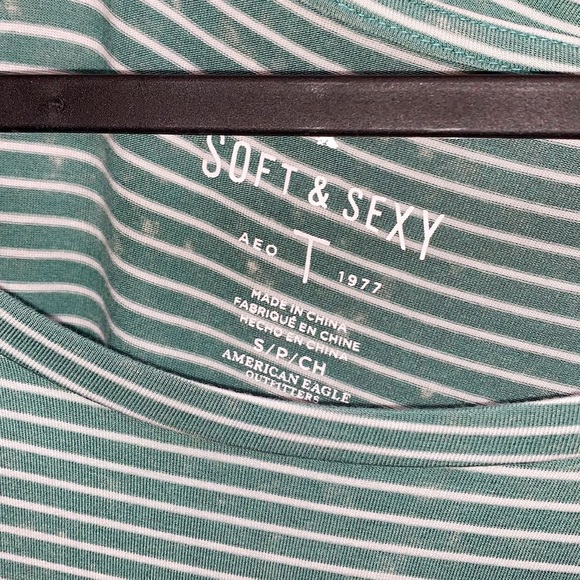 SOFT & SEXY
AEO T 1977
MADE IN CHINA
FABRIQUÉ EN CHINE
HECHO EN CHINA
S/P/CH
AMERICAN EAGLE
OUTFITTERS